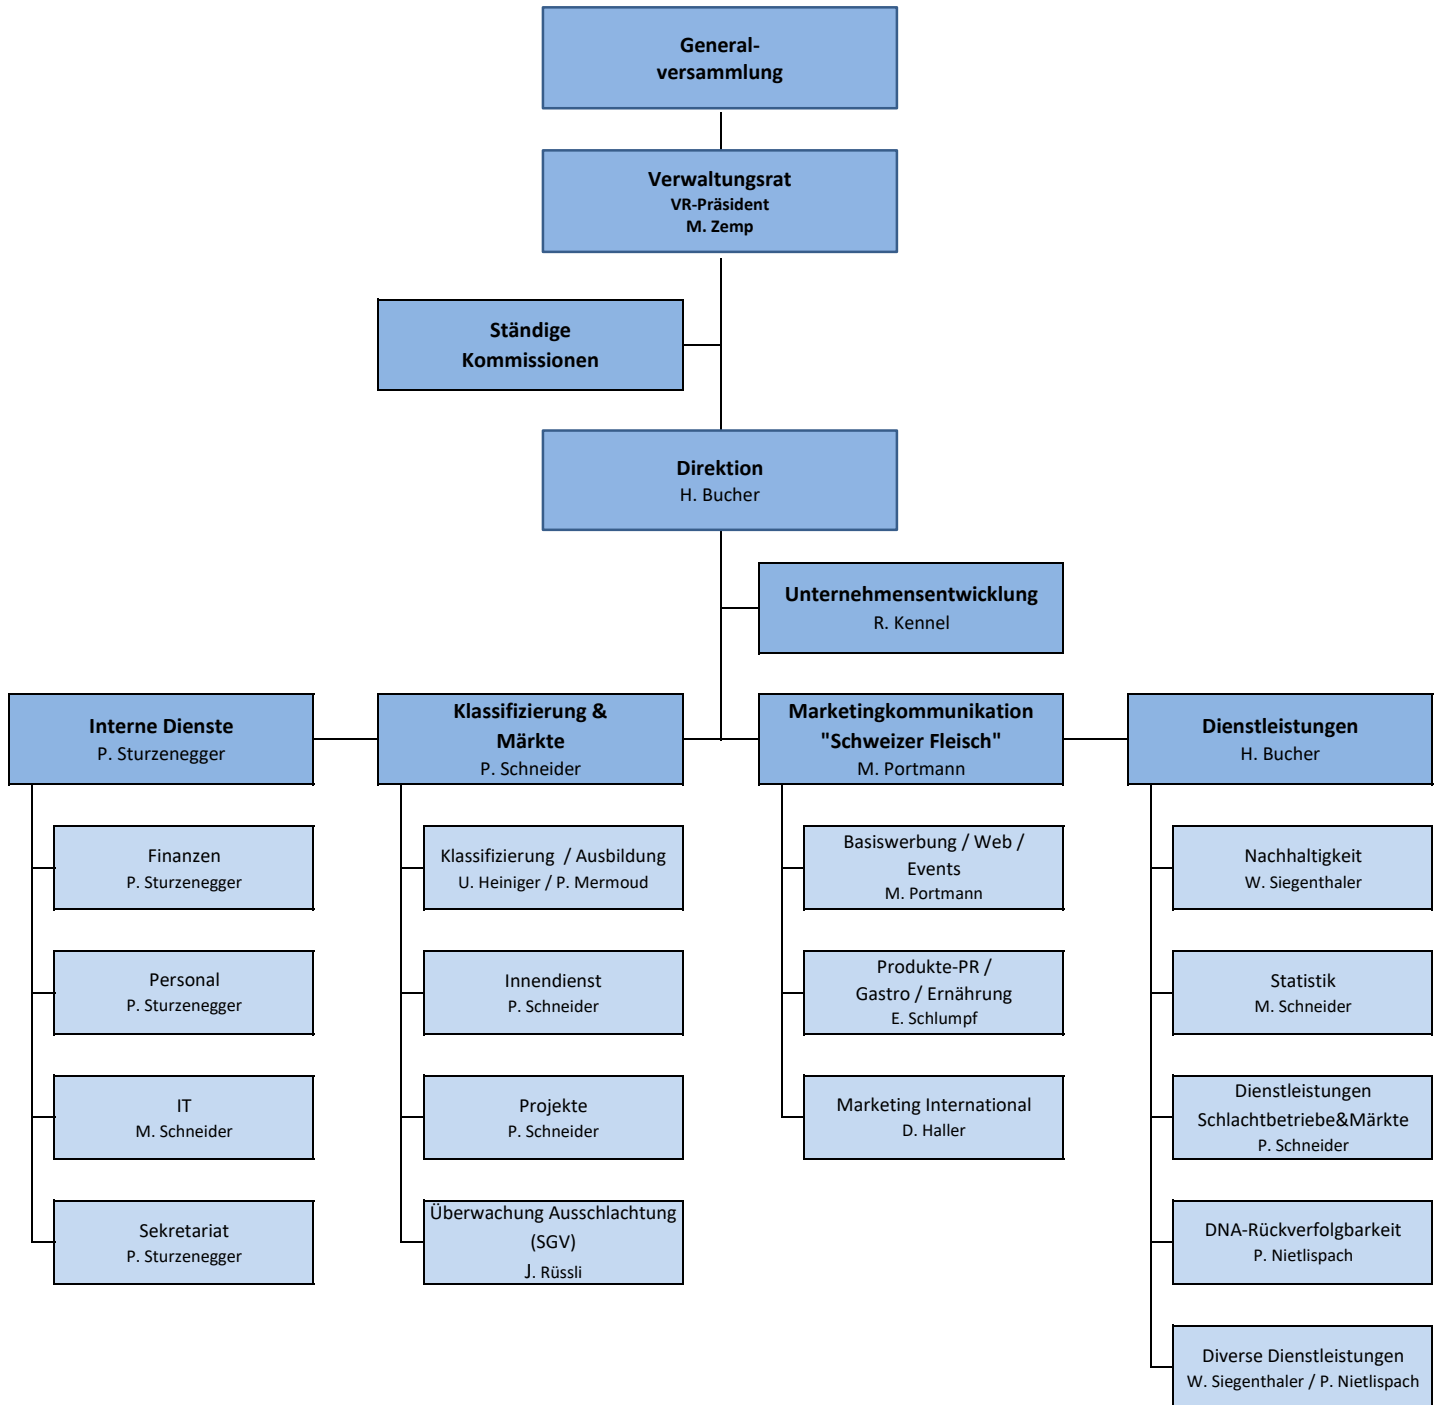 General-
versammlung
Verwaltungsrat
VR-Präsident
M. Zemp
Ständige
Kommissionen
Direktion
H. Bucher
Unternehmensentwicklung
R. Kennel
Interne Dienste
P. Sturzenegger
Klassifizierung &
Märkte
P. Schneider
Marketingkommunikation
"Schweizer Fleisch"
M. Portmann
Dienstleistungen
H. Bucher
Finanzen
P. Sturzenegger
Personal
P. Sturzenegger
IT
M. Schneider
Sekretariat
P. Sturzenegger
Klassifizierung / Ausbildung
U. Heiniger / P. Mermoud
Innendienst
P. Schneider
Projekte
P. Schneider
Überwachung Ausschlachtung
(SGV)
J. Rüssli
Basiswerbung / Web /
Events
M. Portmann
Produkte-PR /
Gastro / Ernährung
E. Schlumpf
Marketing International
D. Haller
Nachhaltigkeit
W. Siegenthaler
Statistik
M. Schneider
Dienstleistungen
Schlachtbetriebe&Märkte
P. Schneider
DNA-Rückverfolgbarkeit
P. Nietlispach
Diverse Dienstleistungen
W. Siegenthaler / P. Nietlispach